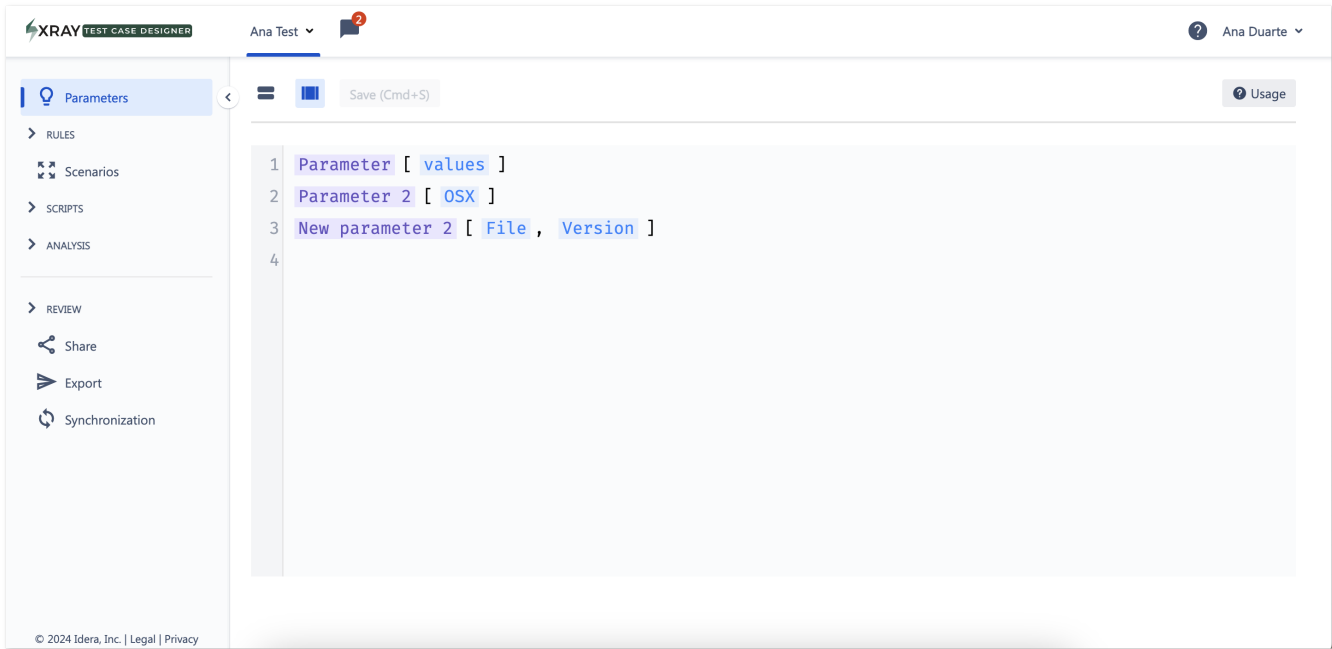 XRAY TEST CASE DESIGNER
Ana Test
2
Ana Duarte
Parameters
RULES
Scenarios
SCRIPTS
ANALYSIS
REVIEW
Share
Export
Synchronization
© 2024 Idera, Inc. | Legal | Privacy
Save (Cmd+S)
Usage
1 Parameter [ values ]
2 Parameter 2 [ OSX ]
3 New parameter 2 [ File , Version ]
4